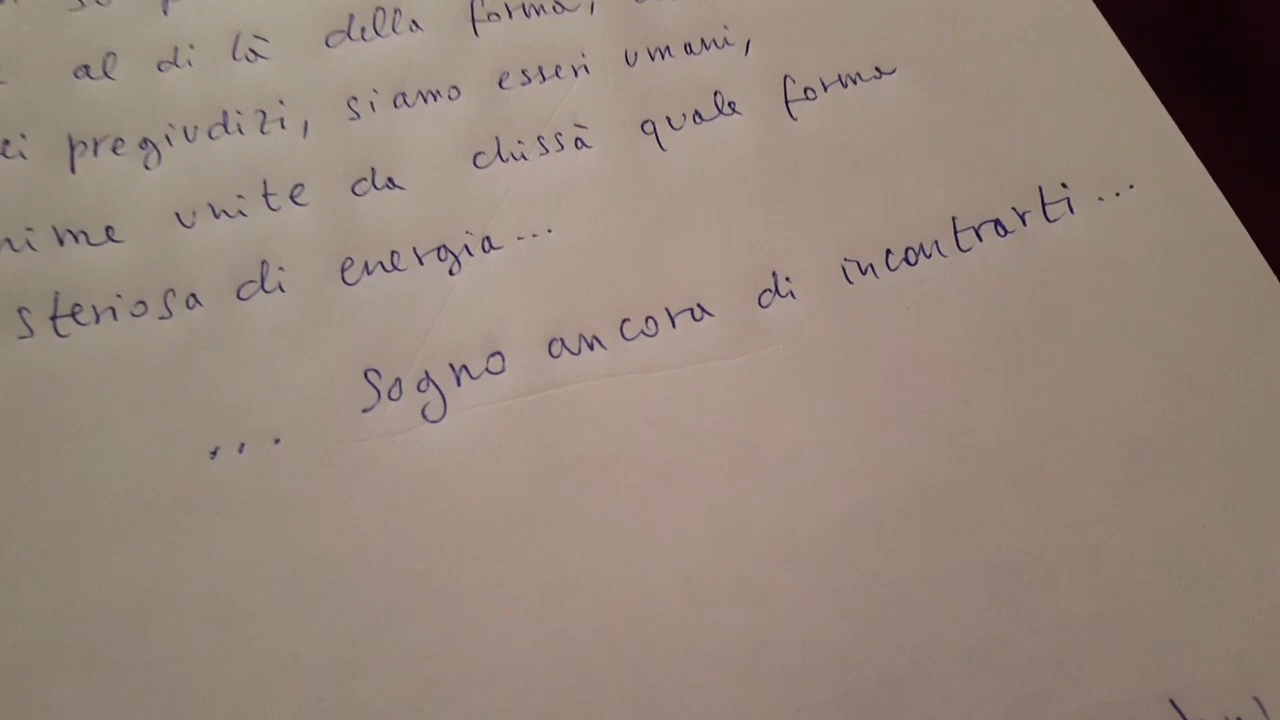 al di là della forma,
pregiudizi, siamo esseri umani,
unite da chissà quale forma
steriosa di energia...
... Sogno ancora di incontrarti...